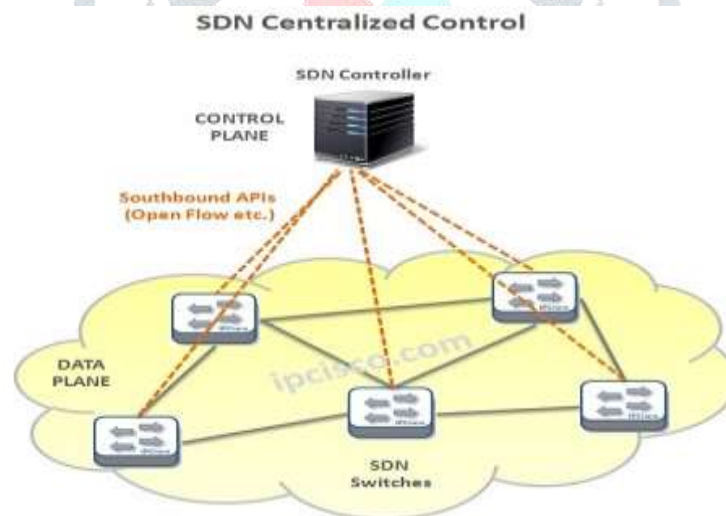 SDN Centralized Control
SDN Controller
CONTROL
PLANE
Southbound APIs
(Open Flow etc.)
DATA
PLANE
ipcisco.com
SDN
Switches